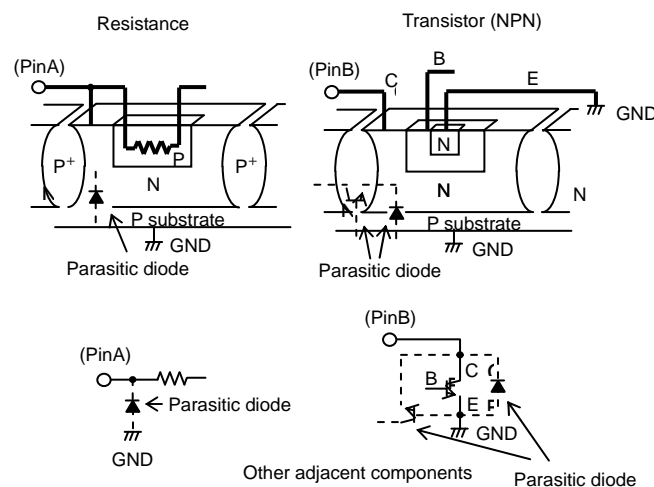 Resistance
Transistor (NPN)
(PinA)
(PinB)
C
B
E
GND
N
P
P+
P+
N
N
N
P substrate
P substrate
GND
GND
Parasitic diode
Parasitic diode
(PinA)
Parasitic diode
GND
(PinB)
C
B
E
GND
Other adjacent components
Parasitic diode